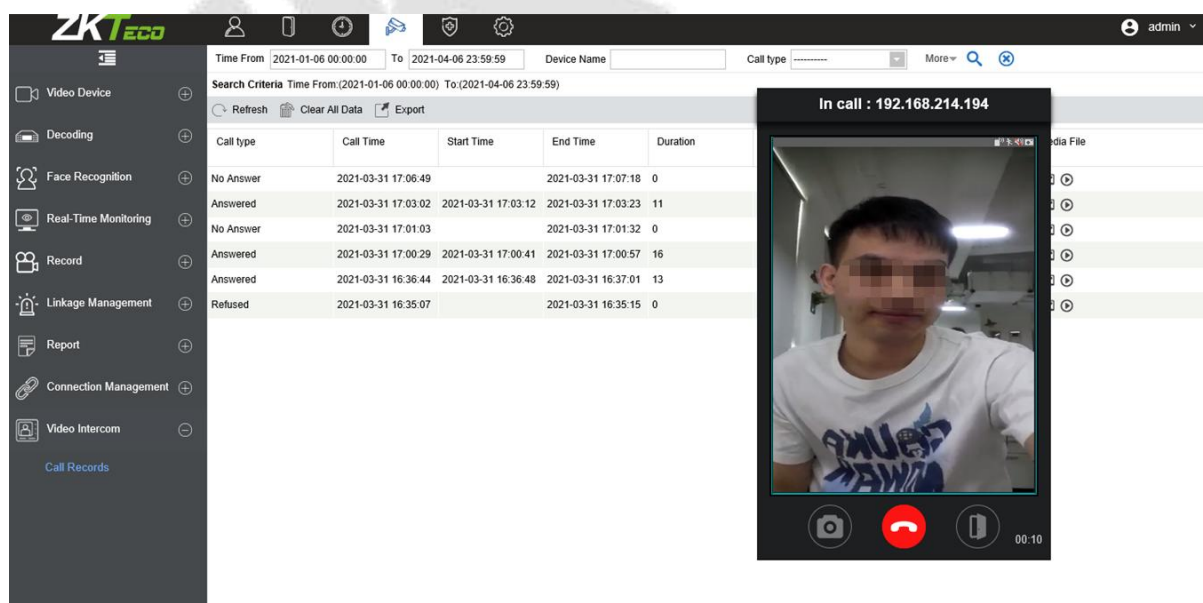 ZKTECO
admin
Time From 2021-01-06 00:00:00 To 2021-04-06 23:59:59 Device Name Call type ---------- More
Search Criteria Time From:(2021-01-06 00:00:00) To:(2021-04-06 23:59:59)
Refresh Clear All Data Export
Call type Call Time Start Time End Time Duration edia File
No Answer 2021-03-31 17:06:49 2021-03-31 17:07:18 0
Answered 2021-03-31 17:03:02 2021-03-31 17:03:12 2021-03-31 17:03:23 11
No Answer 2021-03-31 17:01:03 2021-03-31 17:01:32 0
Answered 2021-03-31 17:00:29 2021-03-31 17:00:41 2021-03-31 17:00:57 16
Answered 2021-03-31 16:36:44 2021-03-31 16:36:48 2021-03-31 16:37:01 13
Refused 2021-03-31 16:35:07 2021-03-31 16:35:15 0
Video Device
Decoding
Face Recognition
Real-Time Monitoring
Record
Linkage Management
Report
Connection Management
Video Intercom
Call Records
In call : 192.168.214.194
00:10